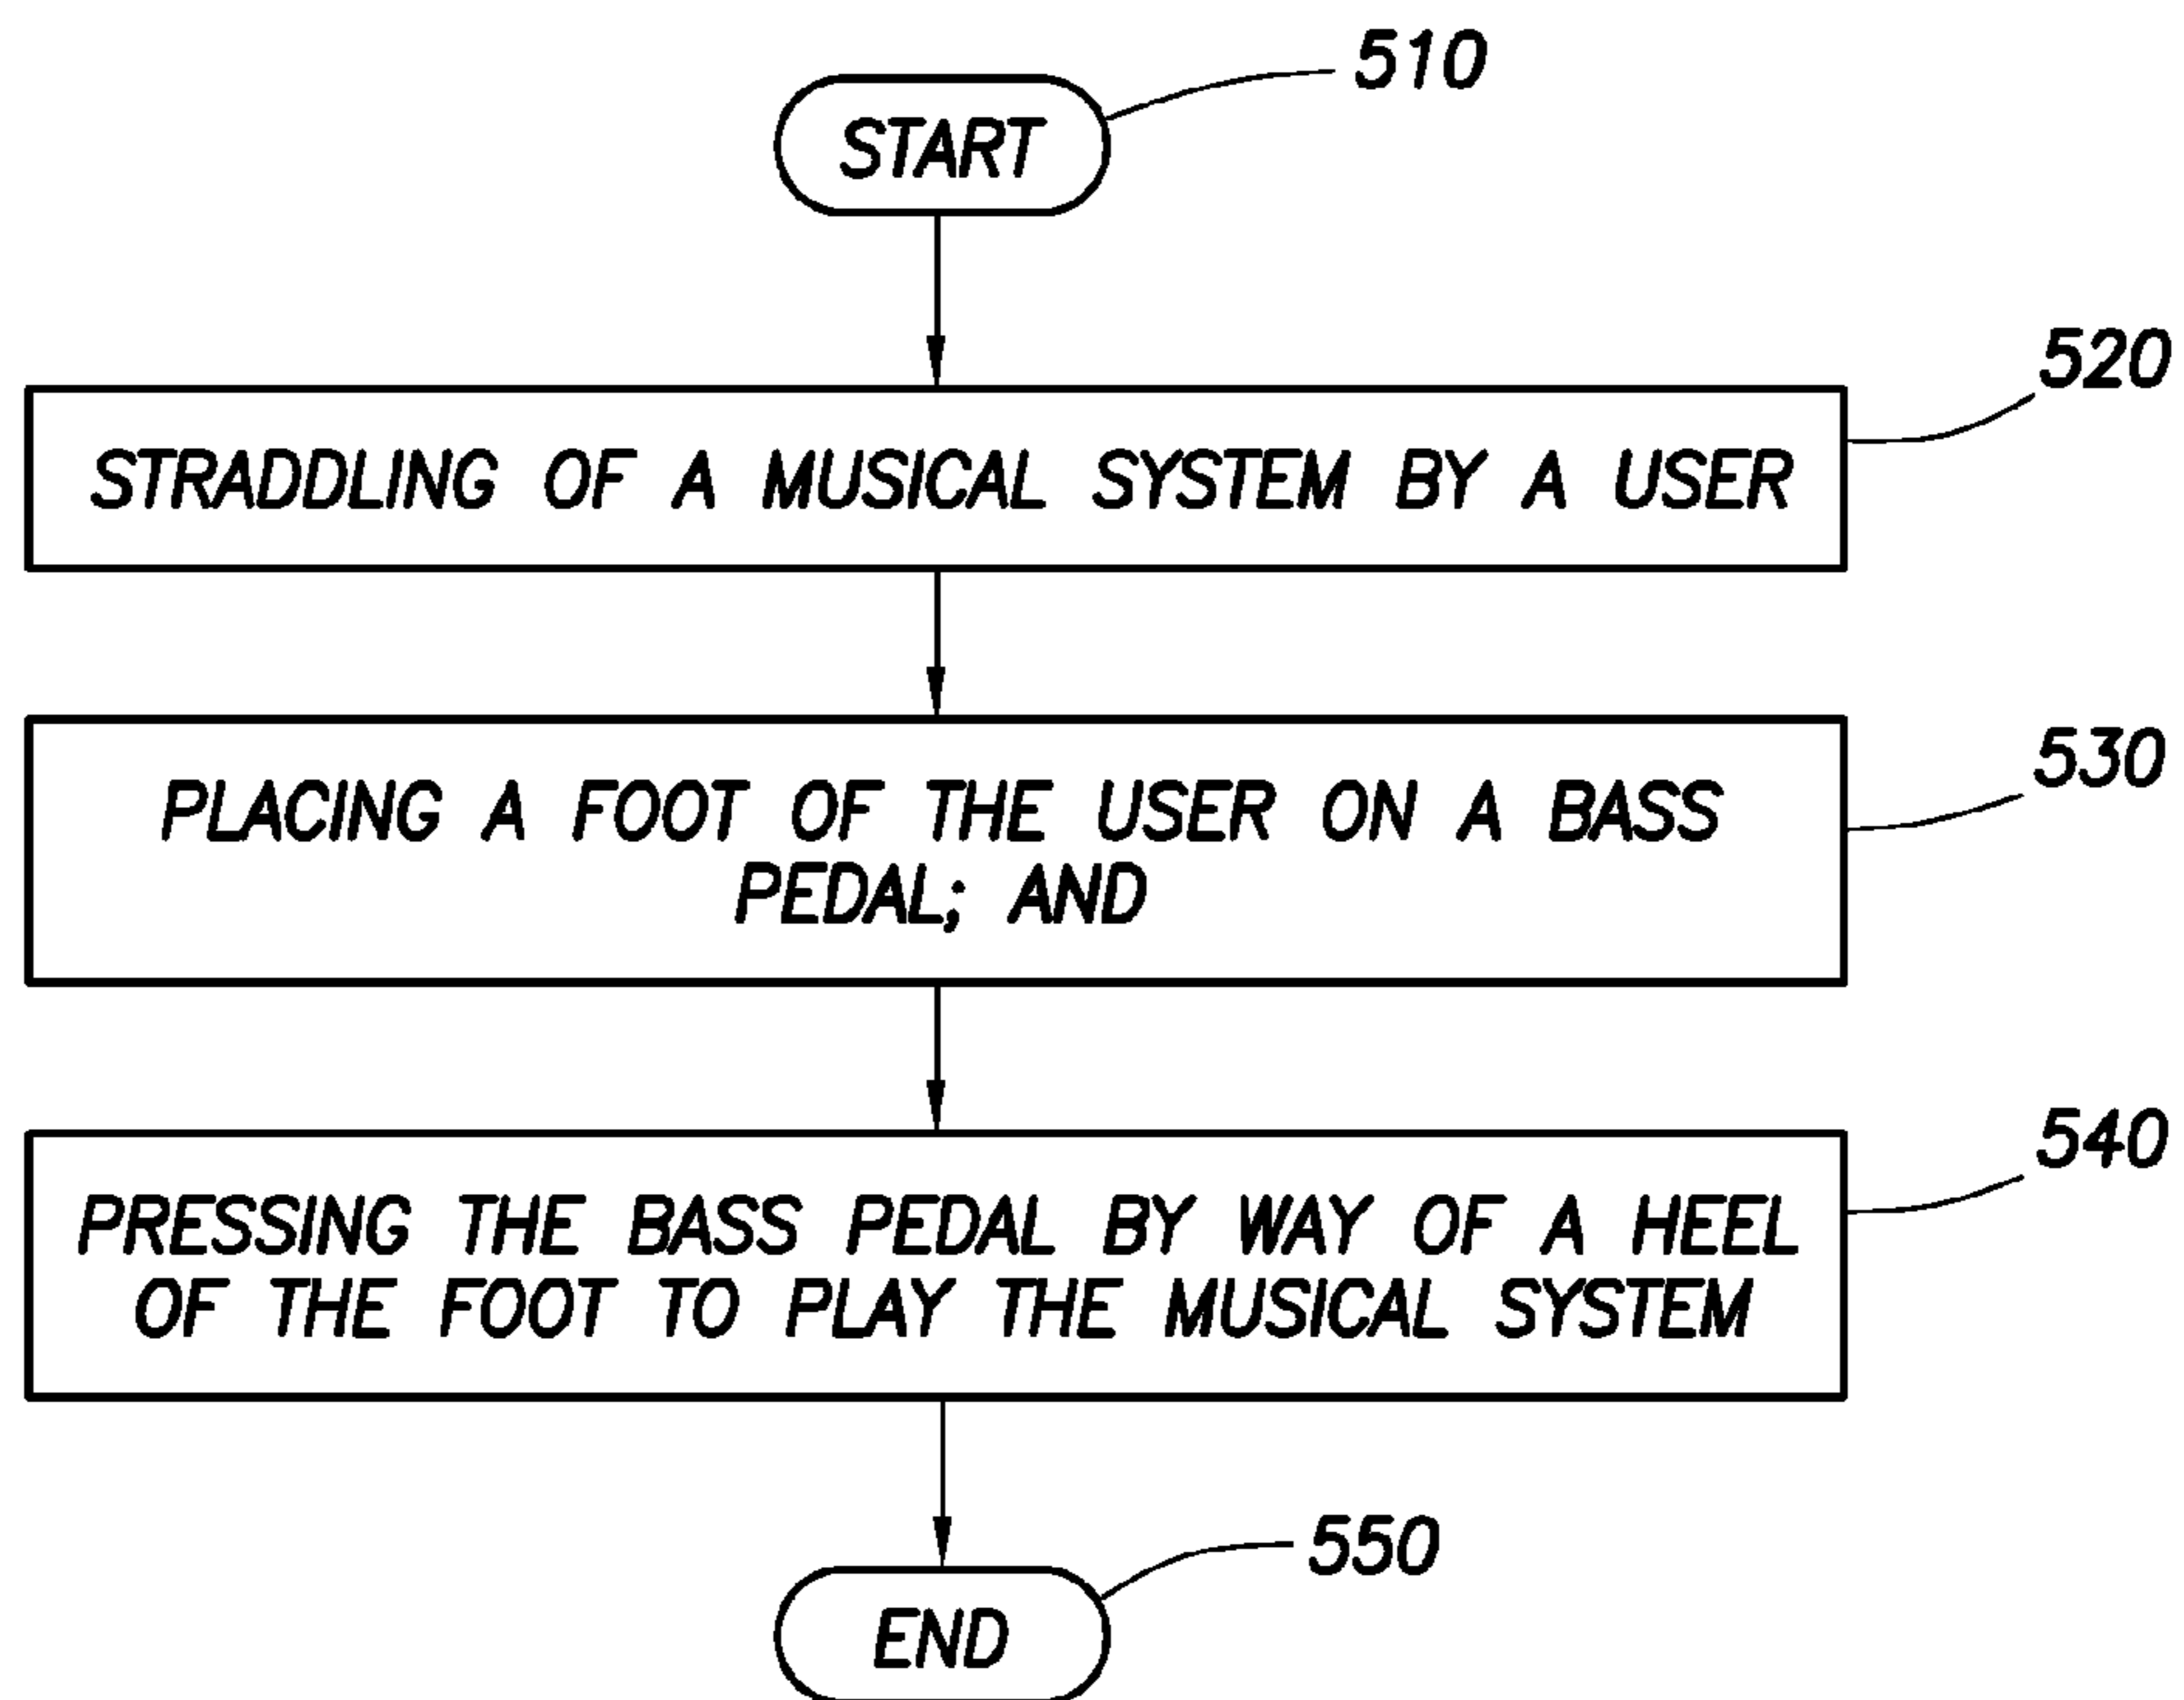 510
START
520
STRADDLING OF A MUSICAL SYSTEM BY A USER
530
PLACING A FOOT OF THE USER ON A BASS
PEDAL; AND
540
PRESSING THE BASS PEDAL BY WAY OF A HEEL
OF THE FOOT TO PLAY THE MUSICAL SYSTEM
550
END